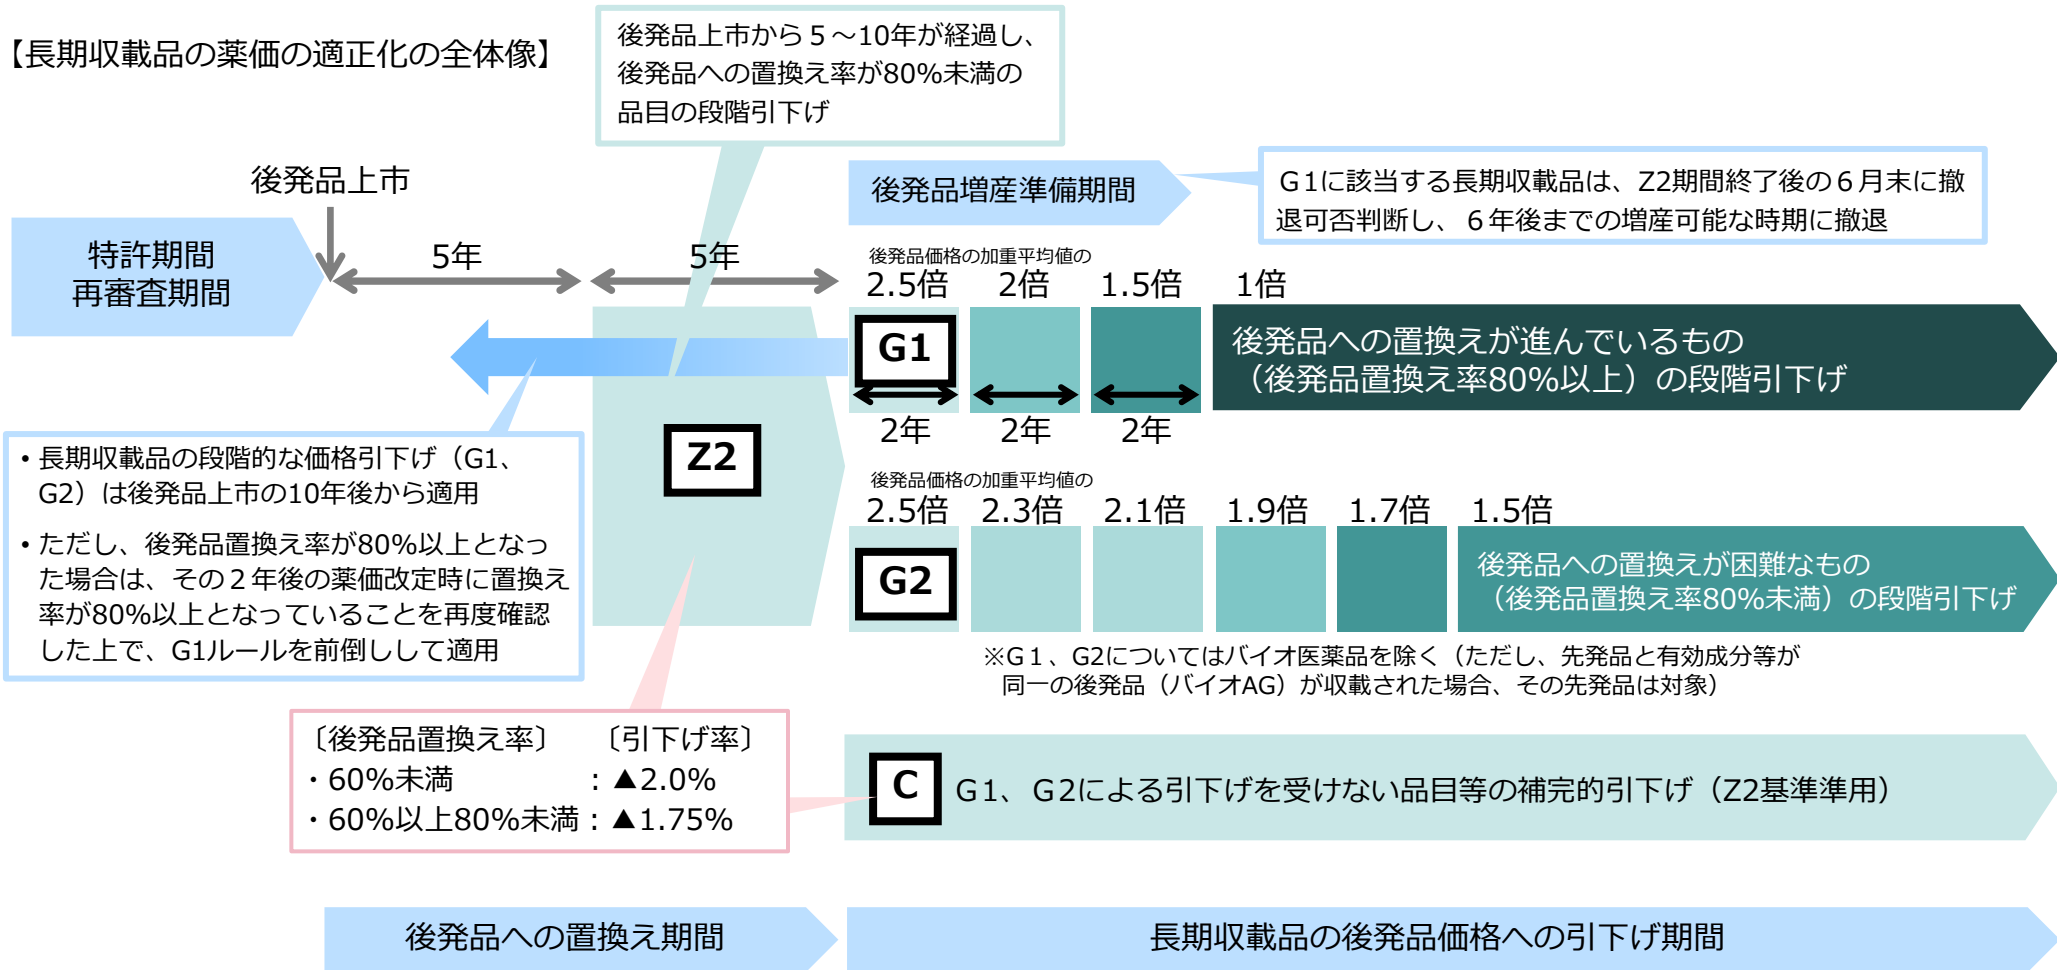 【長期収載品の薬価の適正化の全体像】
後発品上市から５～10年が経過し、
後発品への置換え率が80%未満の
品目の段階引下げ
後発品上市
特許期間
再審査期間
5年
5年
後発品増産準備期間
G1に該当する長期収載品は、Z2期間終了後の６月末に撤
退可否判断し、６年後までの増産可能な時期に撤退
後発品価格の加重平均値の
2.5倍 2倍 1.5倍 1倍
G1
後発品への置換えが進んでいるもの
（後発品置換え率80%以上）の段階引下げ
2年 2年 2年
Z2
・長期収載品の段階的な価格引下げ（G1、
G2）は後発品上市の10年後から適用
・ただし、後発品置換え率が80%以上となっ
た場合は、その２年後の薬価改定時に置換え
率が80%以上となっていることを再度確認
した上で、G1ルールを前倒しして適用
後発品価格の加重平均値の
2.5倍 2.3倍 2.1倍 1.9倍 1.7倍 1.5倍
G2
後発品への置換えが困難なもの
（後発品置換え率80%未満）の段階引下げ
※G１、G2についてはバイオ医薬品を除く（ただし、先発品と有効成分等が
同一の後発品（バイオAG）が収載された場合、その先発品は対象）
〔後発品置換え率〕 〔引下げ率〕
・60%未満 : ▲2.0%
・60%以上80%未満 : ▲1.75%
C
G1、G2による引下げを受けない品目等の補完的引下げ（Z2基準準用）
後発品への置換え期間
長期収載品の後発品価格への引下げ期間